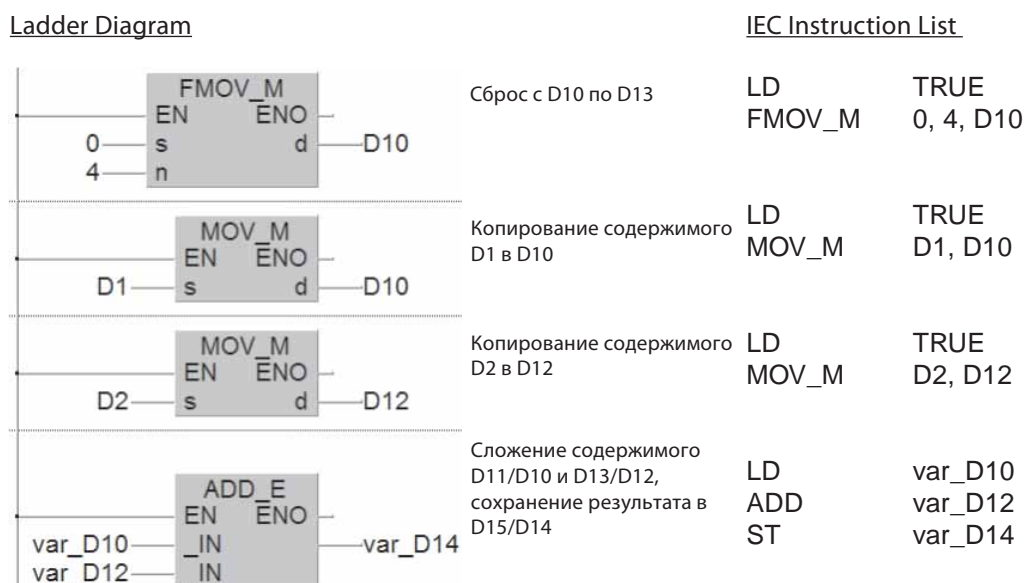 Ladder Diagram
IEC Instruction List
FMOV_M
EN ENO
0 s d D10
4 n
Сброс с D10 по D13
LD TRUE
FMOV_M 0, 4, D10
MOV_M
EN ENO
D1 s d D10
Копирование содержимого
D1 в D10
LD TRUE
MOV_M D1, D10
MOV_M
EN ENO
D2 s d D12
Копирование содержимого
D2 в D12
LD TRUE
MOV_M D2, D12
ADD_E
EN ENO
var_D10 _IN var_D14
var_D12 _IN
Сложение содержимого
D11/D10 и D13/D12,
сохранение результата в
D15/D14
LD var_D10
ADD var_D12
ST var_D14